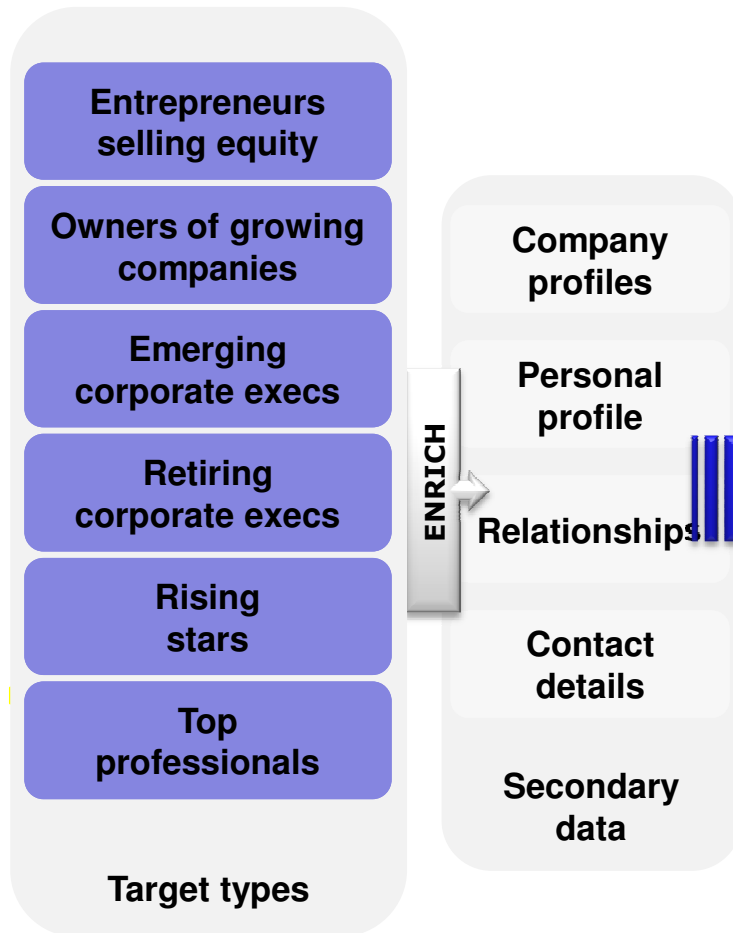 Entrepreneurs
selling equity
Owners of growing
companies
Emerging
corporate execs
Retiring
corporate execs
Rising
stars
Top
professionals
Target types
ENRICH
Company
profiles
Personal
profile
Relationships
Contact
details
Secondary
data